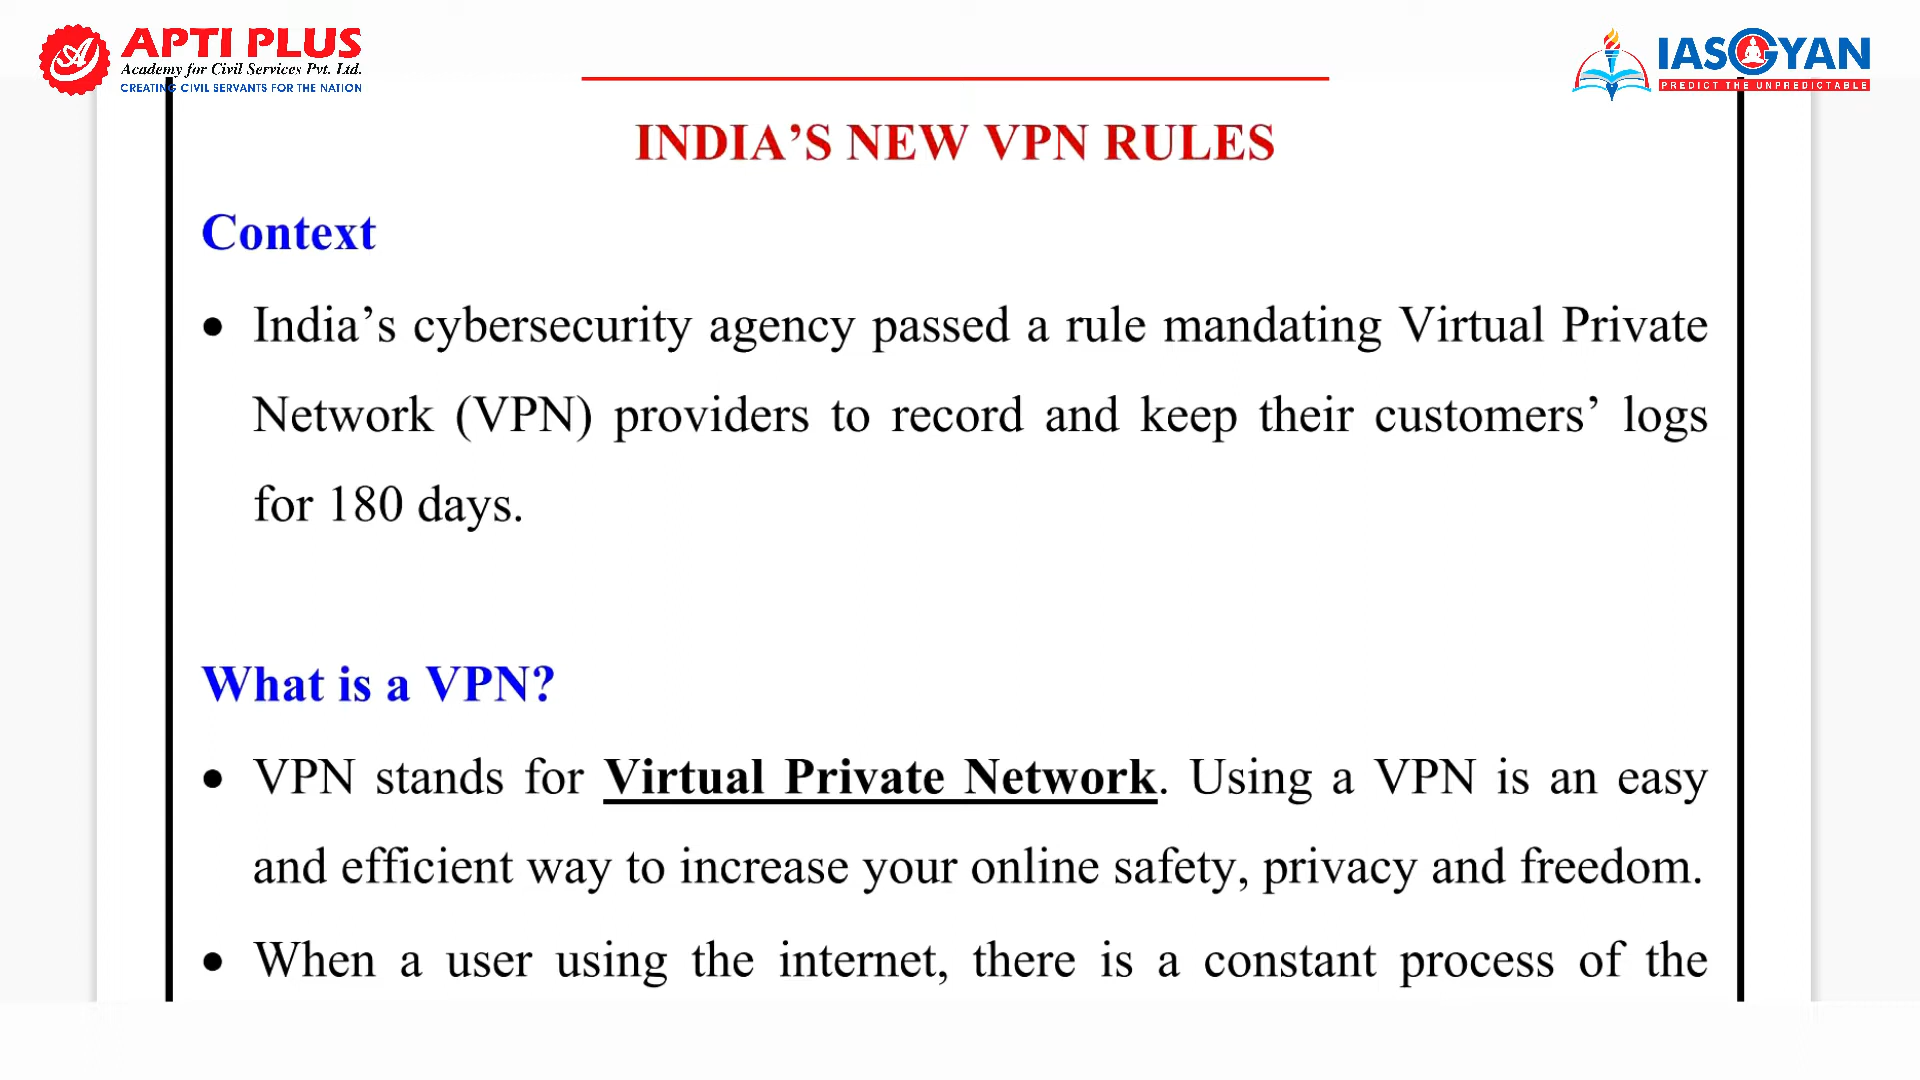 APTI PLUS
Academy for Civil Services Pvt. Ltd.
CREATING CIVIL SERVANTS FOR THE NATION
IASGYAN
PREDICT THE UNPREDICTABLE
INDIA’S NEW VPN RULES
Context
• India’s cybersecurity agency passed a rule mandating Virtual Private
Network (VPN) providers to record and keep their customers’ logs
for 180 days.
What is a VPN?
• VPN stands for Virtual Private Network. Using a VPN is an easy
and efficient way to increase your online safety, privacy and freedom.
• When a user using the internet, there is a constant process of the